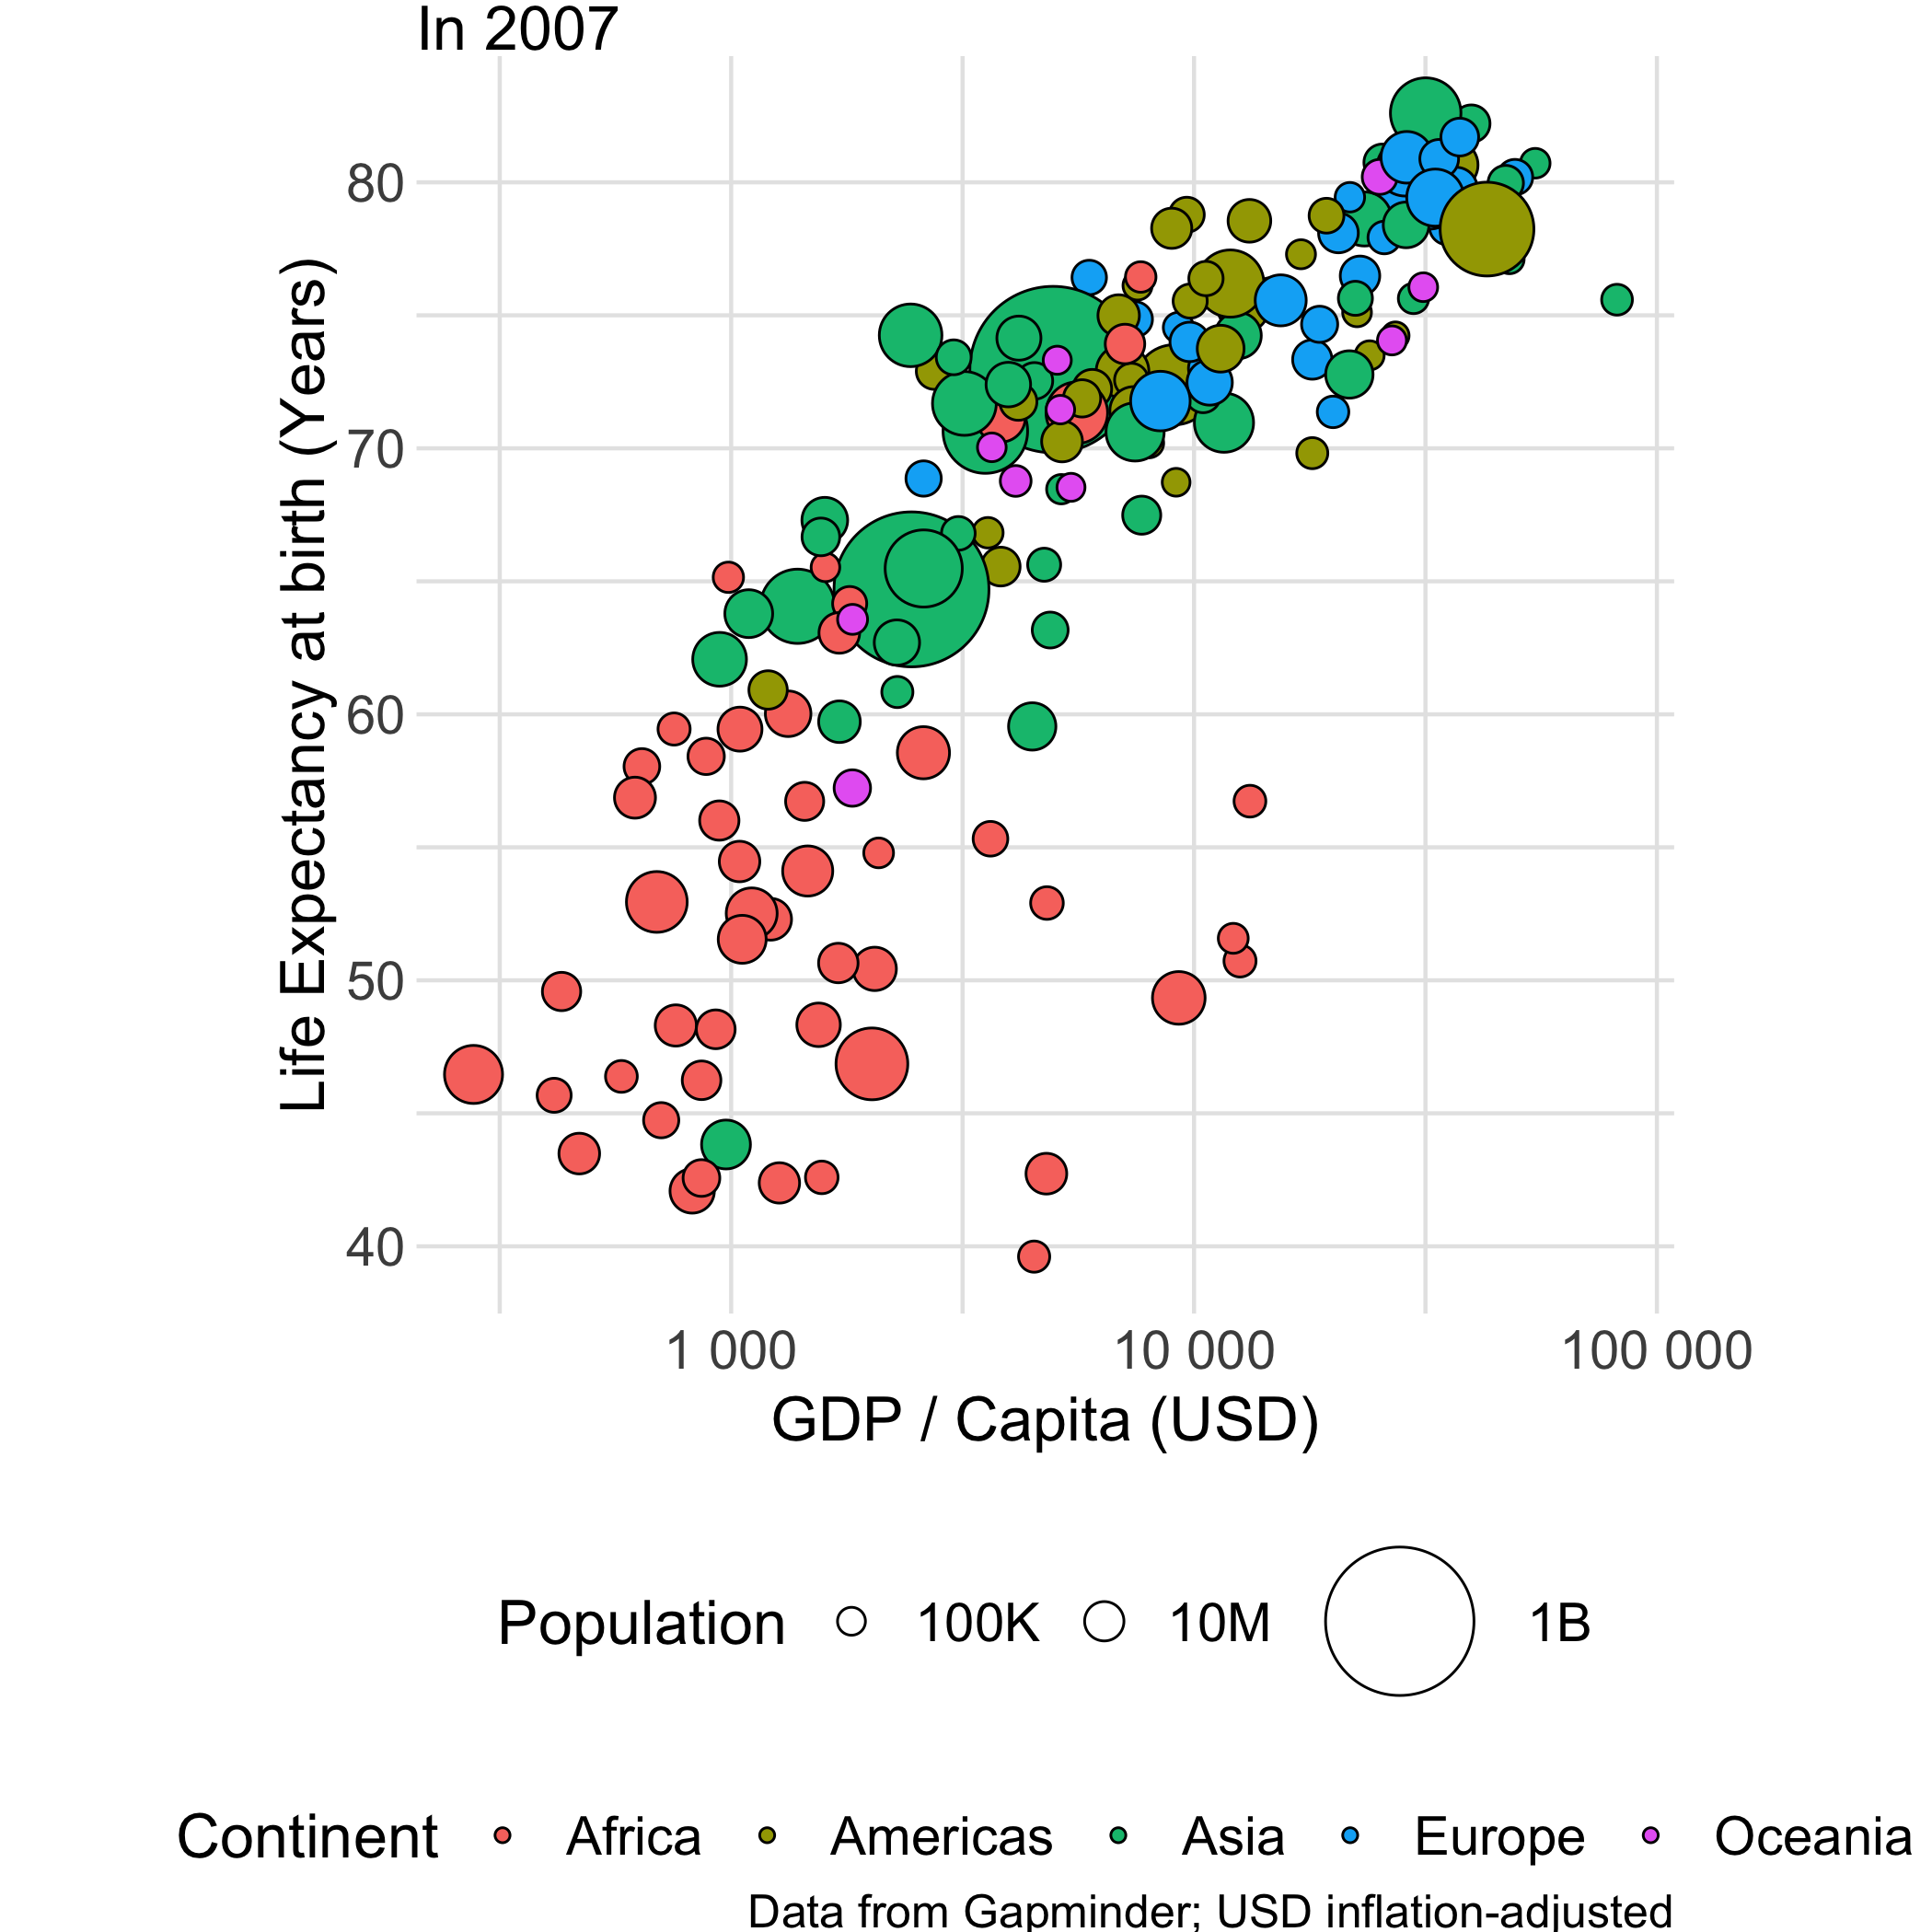 In 2007
Life Expectancy at birth (Years)
80
70
60
50
40
1 000 10 000 100 000
GDP / Capita (USD)
Population 100K 10M 1B
Continent Africa Americas Asia Europe Oceania
Data from Gapminder; USD inflation-adjusted